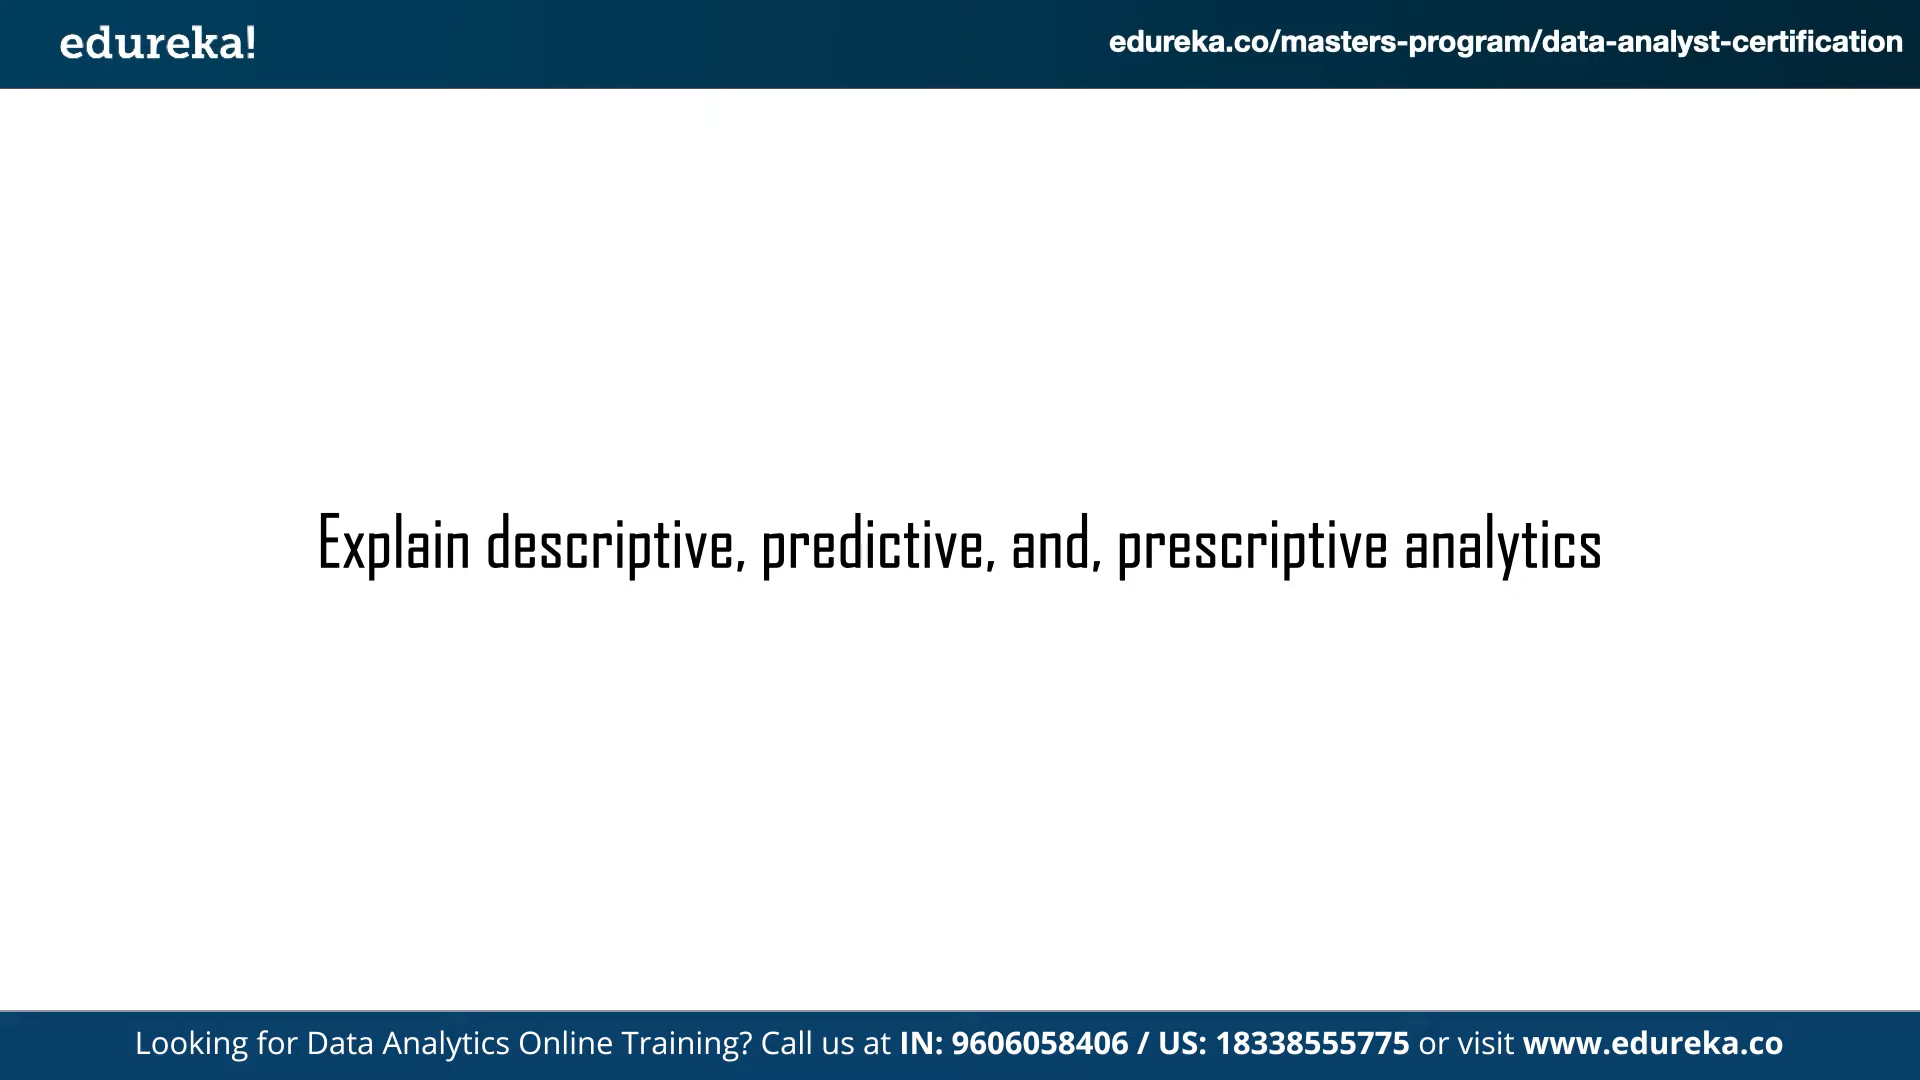 edureka!
edureka.co/masters-program/data-analyst-certification
Explain descriptive, predictive, and, prescriptive analytics
Looking for Data Analytics Online Training? Call us at IN: 9606058406 / US: 18338555775 or visit www.edureka.co